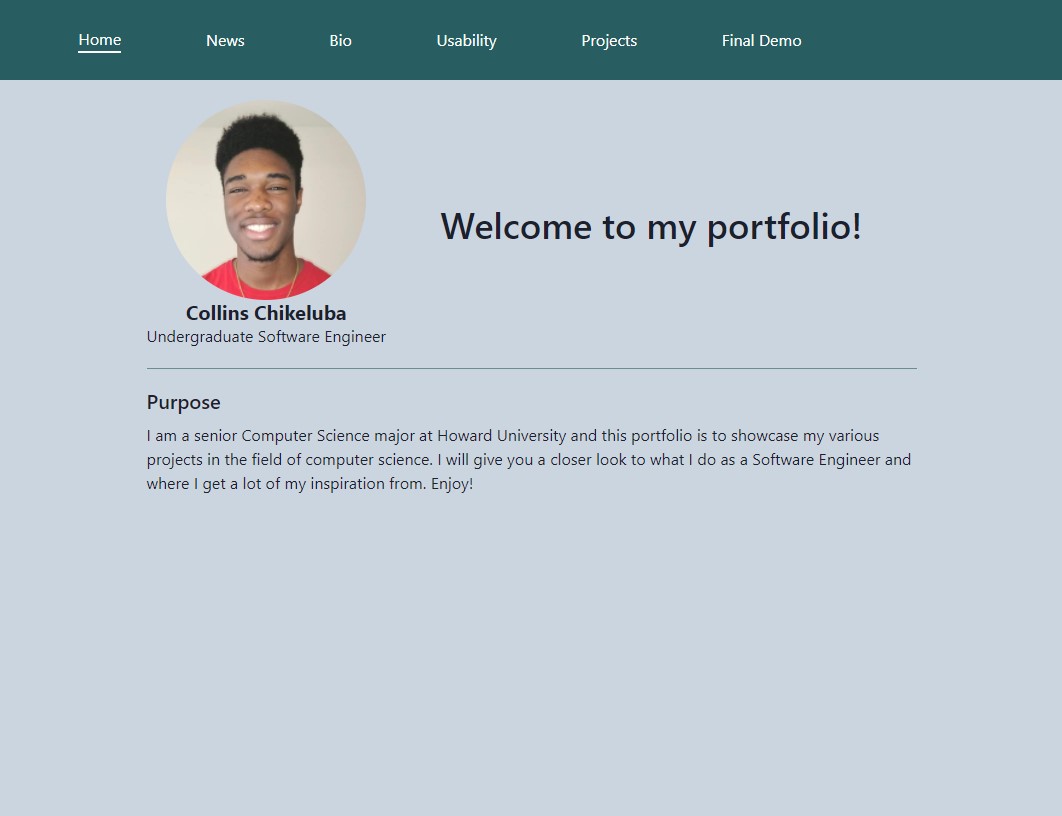 Home News Bio Usability Projects Final Demo
Welcome to my portfolio!
Collins Chikeluba
Undergraduate Software Engineer
Purpose
I am a senior Computer Science major at Howard University and this portfolio is to showcase my various
projects in the field of computer science. I will give you a closer look to what I do as a Software Engineer and
where I get a lot of my inspiration from. Enjoy!